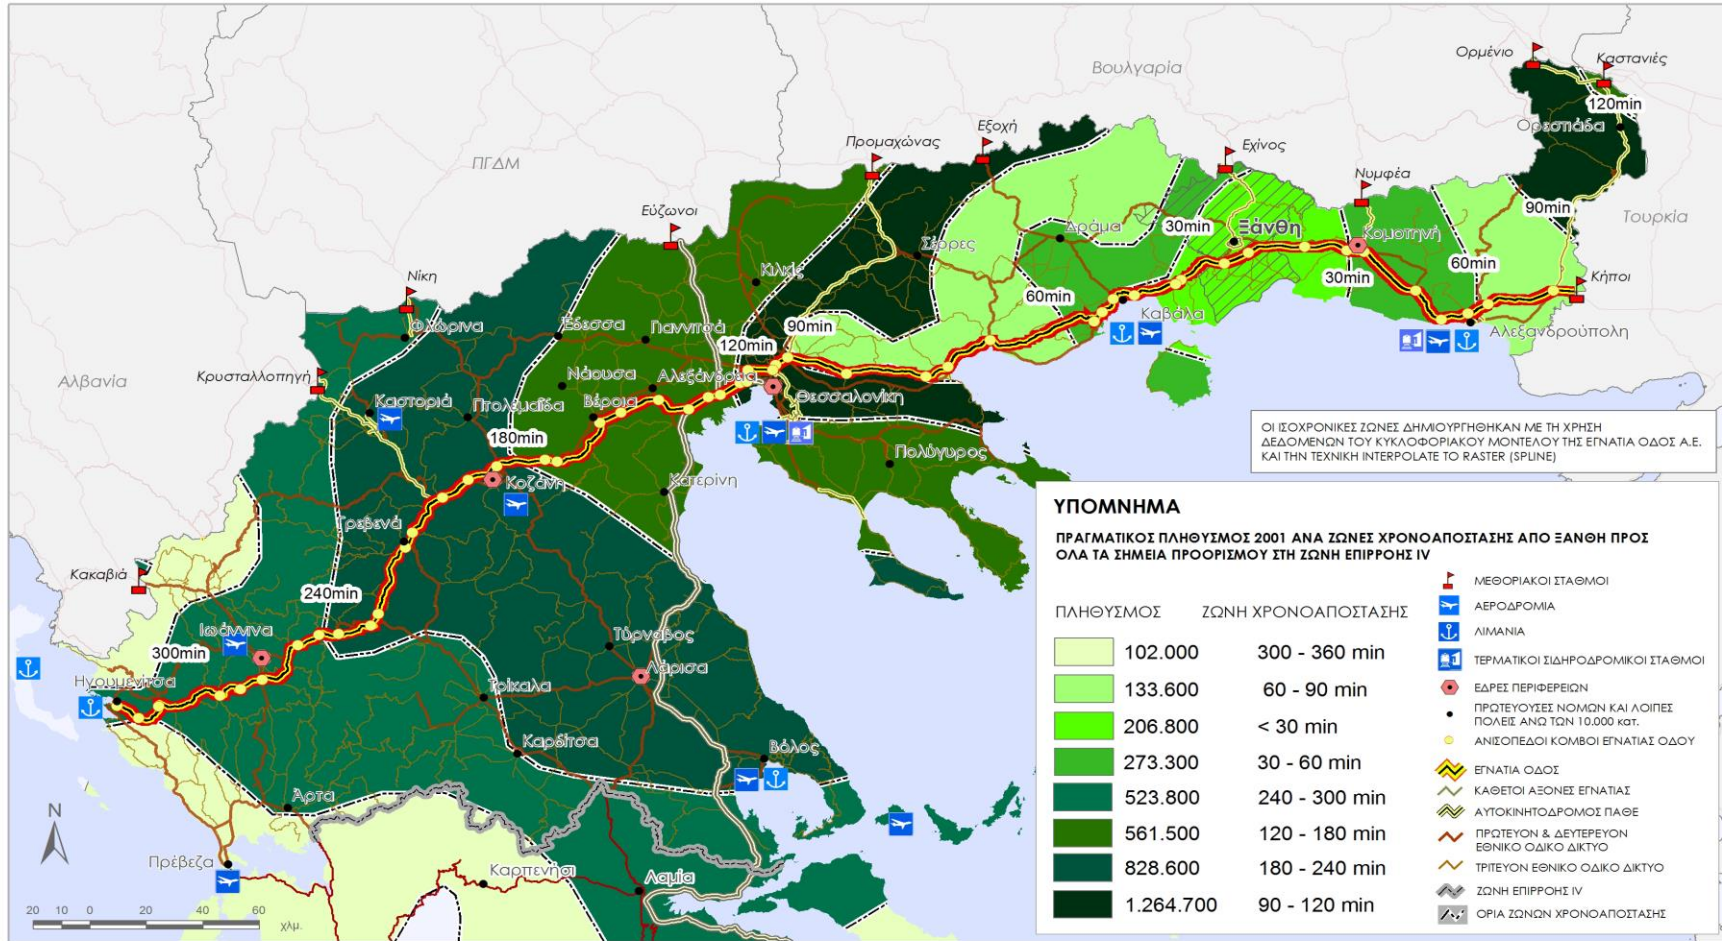 Ορμένιο
Καστανιές
Βουλγαρία
120min
Ορεστιάδα
Εξοχή
Προμαχώνας
Εχίνος
ΠΓΔΜ
Νυμφέα
90min
Τουρκία
Εύζωνοι
Δράμα
30min
Ξάνθη
Κομοτηνή
Σέρρες
Κιλκίς
60min
30min
Κήποι
Νίκη
60min
Φλώρινα
Έδεσσα
Γιαννιτσά
90min
Καβάλα
Αλεξανδρούπολη
120min
Αλβανία
Κρυσταλλοπηγή
Νάουσα
Αλεξάνδρεια
Θεσσαλονίκη
Καστοριά
Πτολεμαΐδα
Βέροια
180min
Πολύγυρος
Κοζάνη
Κατερίνη
Γρεβενά
Κακαβιά
240min
Ιωάννινα
Τύρναβος
300min
Λάρισα
Ηγουμενίτσα
Τρίκαλα
Καρδίτσα
Βόλος
Άρτα
Πρέβεζα
Καρπενήσι
Λαμία
N
20 10 0 20 40 60
χλμ.
ΟΙ ΙΣΟΧΡΟΝΙΚΕΣ ΖΩΝΕΣ ΔΗΜΙΟΥΡΓΗΘΗΚΑΝ ΜΕ ΤΗ ΧΡΗΣΗ
ΔΕΔΟΜΕΝΩΝ ΤΟΥ ΚΥΚΛΟΦΟΡΙΑΚΟΥ ΜΟΝΤΕΛΟΥ ΤΗΣ ΕΓΝΑΤΙΑ ΟΔΟΣ Α.Ε.
ΚΑΙ ΤΗΝ ΤΕΧΝΙΚΗ INTERPOLATE TO RASTER (SPLINE)
ΥΠΟΜΝΗΜΑ
ΠΡΑΓΜΑΤΙΚΟΣ ΠΛΗΘΥΣΜΟΣ 2001 ΑΝΑ ΖΩΝΕΣ ΧΡΟΝΟΑΠΟΣΤΑΣΗΣ ΑΠΟ ΞΑΝΘΗ ΠΡΟΣ
ΟΛΑ ΤΑ ΣΗΜΕΙΑ ΠΡΟΟΡΙΣΜΟΥ ΣΤΗ ΖΩΝΗ ΕΠΙΡΡΟΗΣ IV
ΠΛΗΘΥΣΜΟΣ ΖΩΝΗ ΧΡΟΝΟΑΠΟΣΤΑΣΗΣ
102.000 300 - 360 min
133.600 60 - 90 min
206.800 < 30 min
273.300 30 - 60 min
523.800 240 - 300 min
561.500 120 - 180 min
828.600 180 - 240 min
1.264.700 90 - 120 min
ΜΕΘΟΡΙΑΚΟΙ ΣΤΑΘΜΟΙ
ΑΕΡΟΔΡΟΜΙΑ
ΛΙΜΑΝΙΑ
ΤΕΡΜΑΤΙΚΟΙ ΣΙΔΗΡΟΔΡΟΜΙΚΟΙ ΣΤΑΘΜΟΙ
ΕΔΡΕΣ ΠΕΡΙΦΕΡΕΙΩΝ
ΠΡΩΤΕΥΟΥΣΕΣ ΝΟΜΩΝ ΚΑΙ ΛΟΙΠΕΣ
ΠΟΛΕΙΣ ΑΝΩ ΤΩΝ 10.000 κατ.
ΑΝΙΣΟΠΕΔΟΙ ΚΟΜΒΟΙ ΕΓΝΑΤΙΑΣ ΟΔΟΥ
ΕΓΝΑΤΙΑ ΟΔΟΣ
ΚΑΘΕΤΟΙ ΑΞΟΝΕΣ ΕΓΝΑΤΙΑΣ
ΑΥΤΟΚΙΝΗΤΟΔΡΟΜΟΣ ΠΑΘΕ
ΠΡΩΤΕΥΟΝ & ΔΕΥΤΕΡΕΥΟΝ
ΕΘΝΙΚΟ ΟΔΙΚΟ ΔΙΚΤΥΟ
ΤΡΙΤΕΥΟΝ ΕΘΝΙΚΟ ΟΔΙΚΟ ΔΙΚΤΥΟ
ΖΩΝΗ ΕΠΙΡΡΟΗΣ IV
ΟΡΙΑ ΖΩΝΩΝ ΧΡΟΝΟΑΠΟΣΤΑΣΗΣ